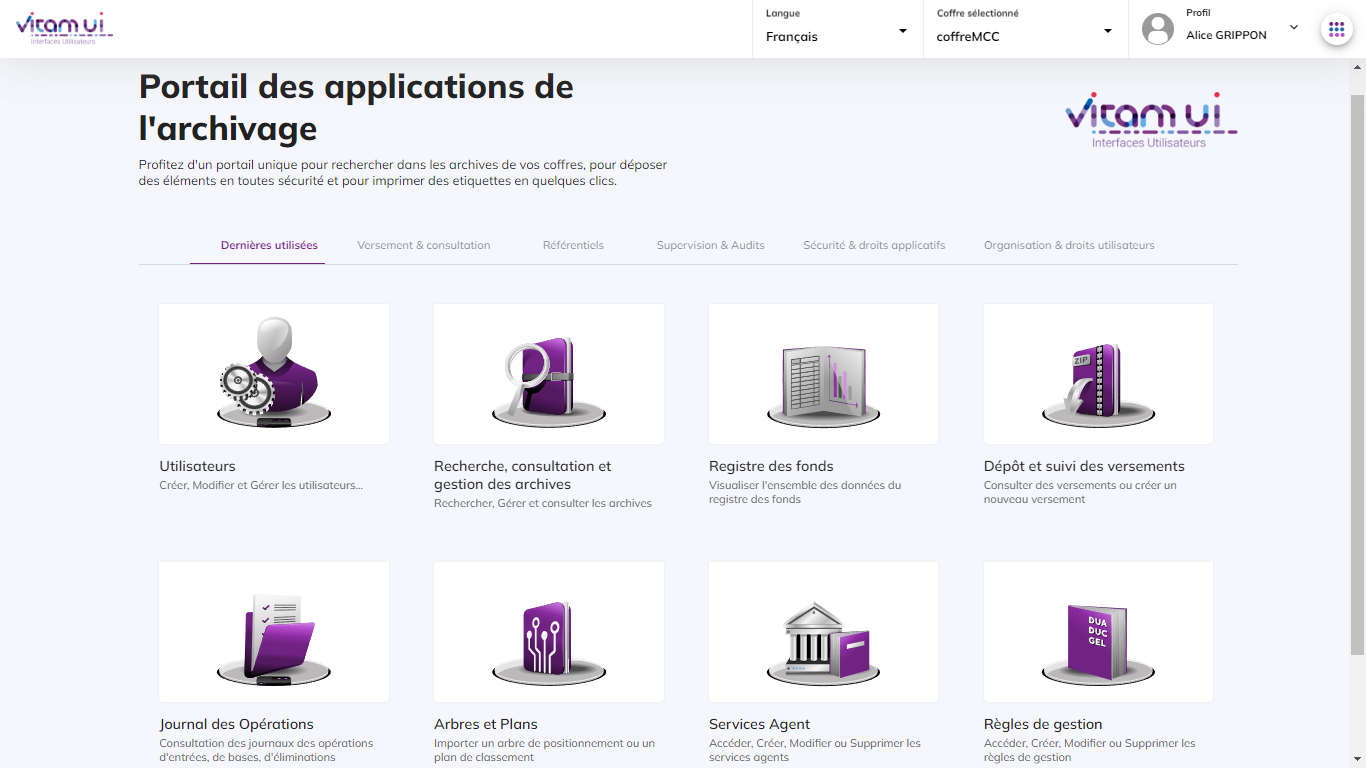 vitam ui
Interfaces Utilisateurs
Langue
Français
Coffre sélectionné
coffreMCC
Profil
Alice GRIPPON
Portail des applications de
l'archivage
Profitez d'un portail unique pour rechercher dans les archives de vos coffres, pour déposer
des éléments en toutes sécurité et pour imprimer des etiquettes en quelques clics.
vitam ui
Interfaces Utilisateurs
Dernières utilisées
Versement & consultation
Référentiels
Supervision & Audits
Sécurité & droits applicatifs
Organisation & droits utilisateurs
Utilisateurs
Créer, Modifier et Gérer les utilisateurs...
Recherche, consultation et
gestion des archives
Rechercher, Gérer et consulter les archives
Registre des fonds
Visualiser l'ensemble des données du
registre des fonds
ZIP
Dépôt et suivi des versements
Consulter des versements ou créer un
nouveau versement
Journal des Opérations
Consultation des journaux des opérations
d'entrées, de bases, d'éliminations
Arbres et Plans
Importer un arbre de positionnement ou un
plan de classement
Services Agent
Accéder, Créer, Modifier ou Supprimer les
services agents
DUA
DUC
GEL
Règles de gestion
Accéder, Créer, Modifier ou Supprimer les
règles de gestion